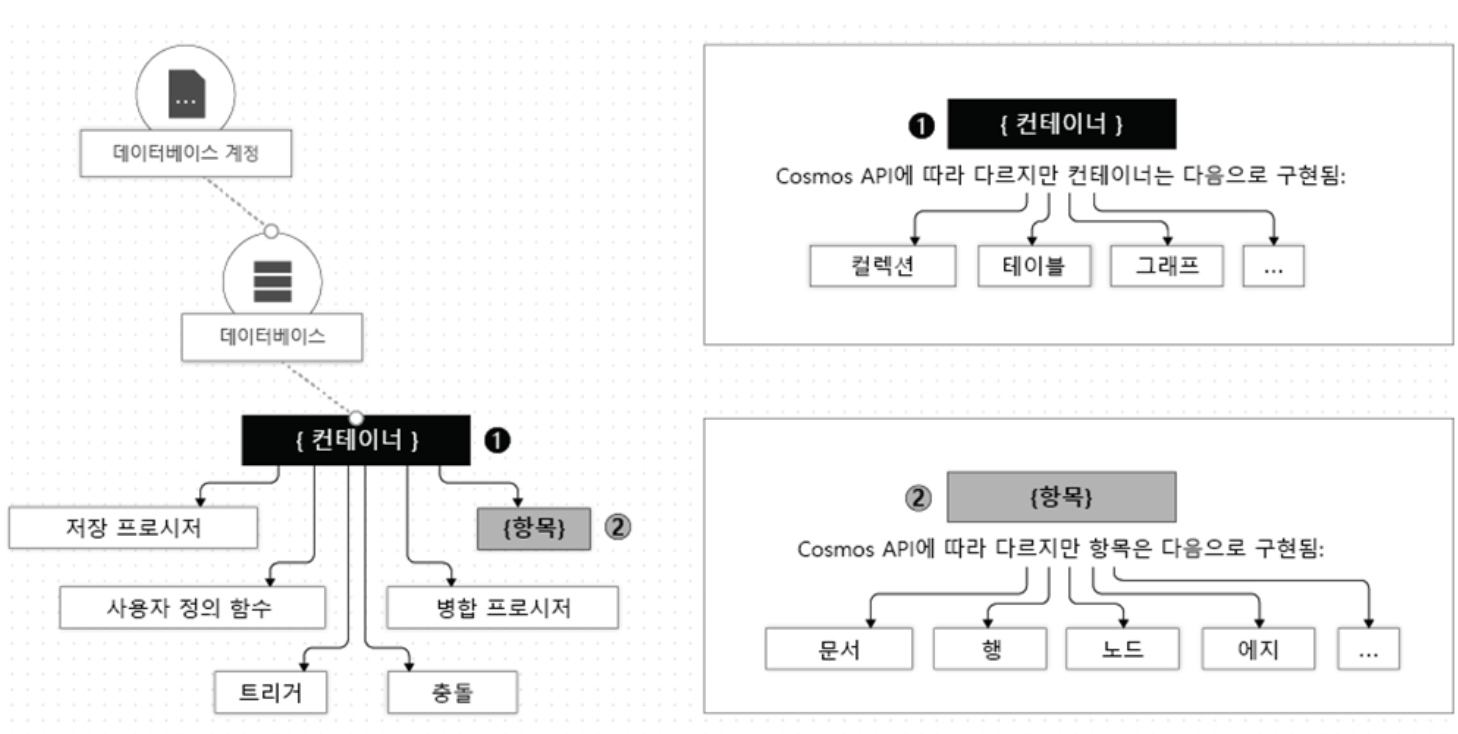 ...
데이터베이스 계정
데이터베이스
{ 컨테이너 } ❶
저장 프로시저
{항목} ②
사용자 정의 함수
병합 프로시저
트리거
충돌
❶ { 컨테이너 }
Cosmos API에 따라 다르지만 컨테이너는 다음으로 구현됨:
컬렉션 테이블 그래프 ...
② {항목}
Cosmos API에 따라 다르지만 항목은 다음으로 구현됨:
문서 행 노드 에지 ...